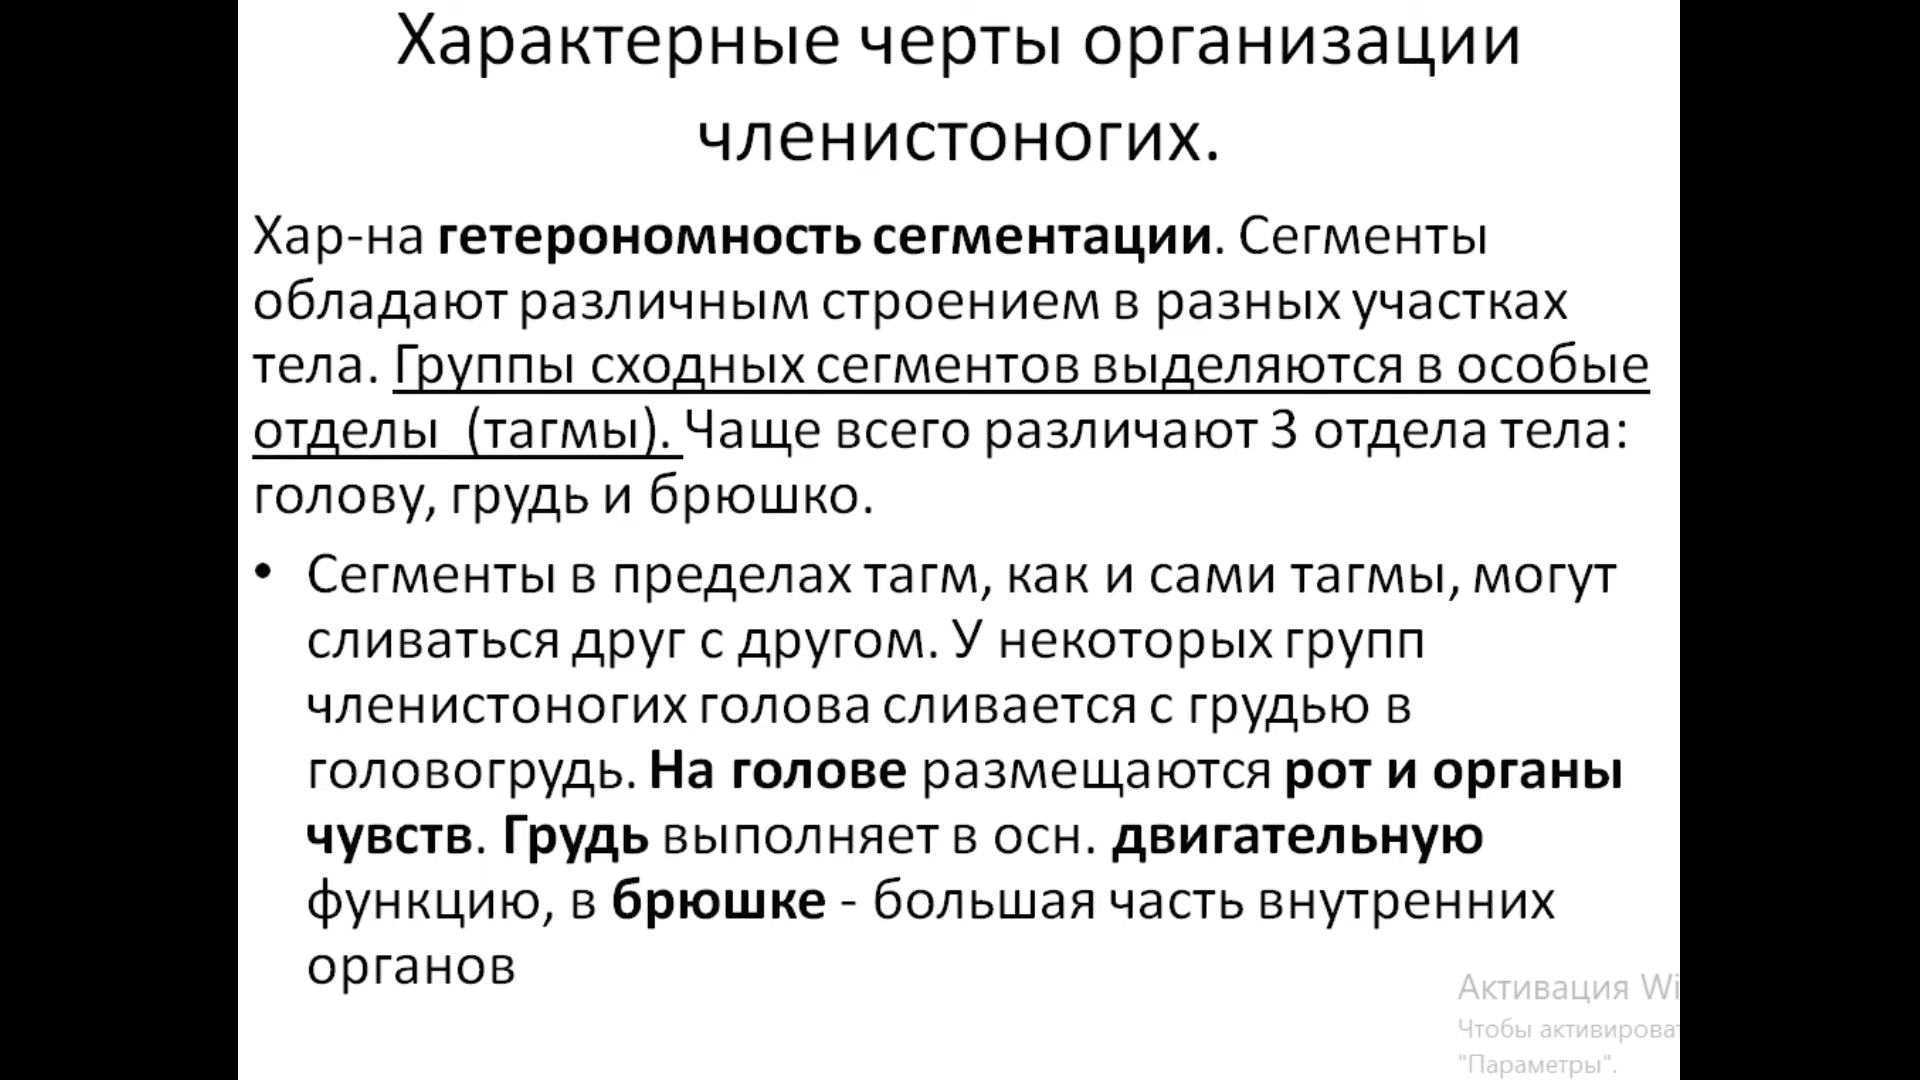 Характерные черты организации
членистоногих.
Хар-на гетерономность сегментации. Сегменты
обладают различным строением в разных участках
тела. Группы сходных сегментов выделяются в особые
отделы (тагмы). Чаще всего различают 3 отдела тела:
голову, грудь и брюшко.
• Сегменты в пределах тагм, как и сами тагмы, могут
сливаться друг с другом. У некоторых групп
членистоногих голова сливается с грудью в
головогрудь. На голове размещаются рот и органы
чувств. Грудь выполняет в осн. двигательную
функцию, в брюшке - большая часть внутренних
органов
Активация Wi
Чтобы активироват
"Параметры".